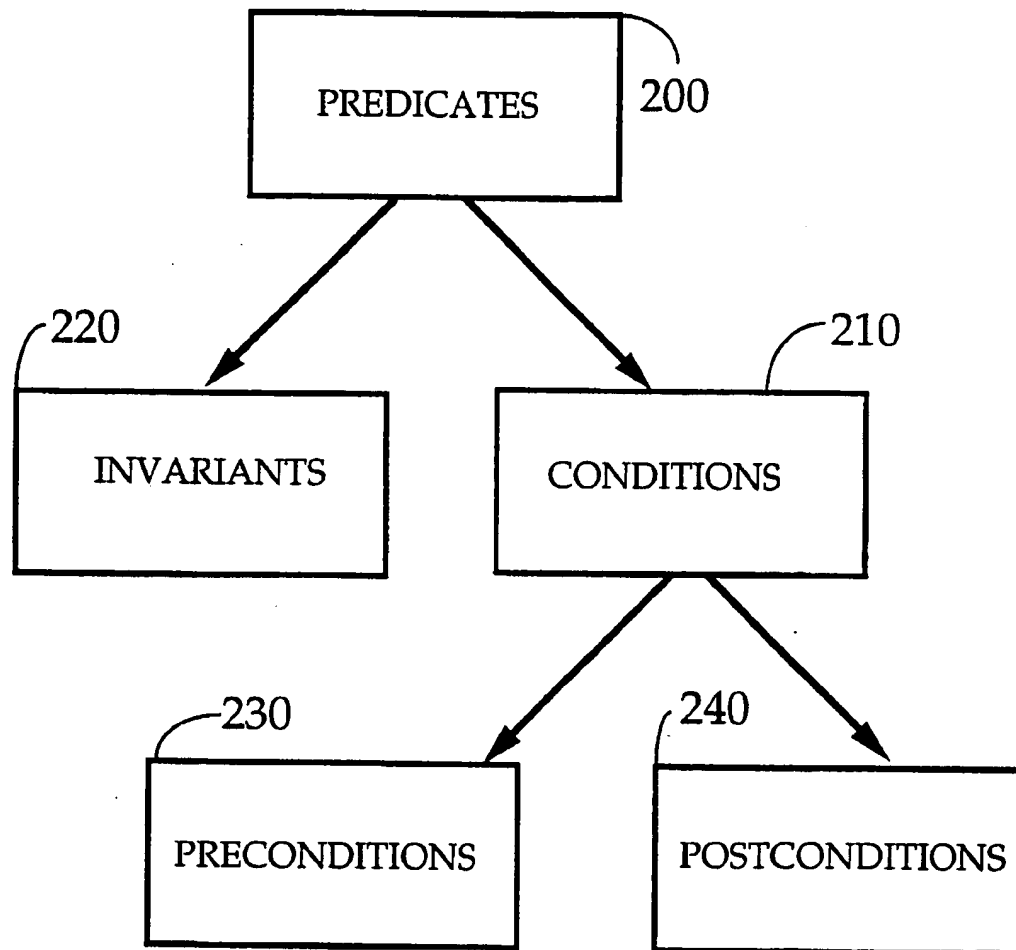 PREDICATES
200
220
210
INVARIANTS
CONDITIONS
230
240
PRECONDITIONS
POSTCONDITIONS